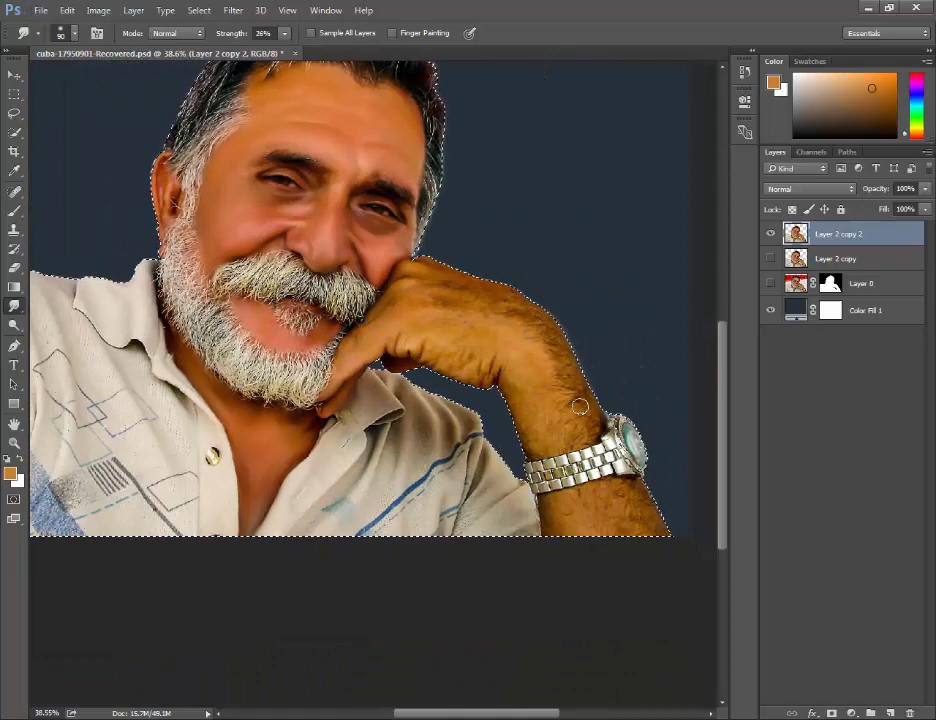 Ps File Edit Image Layer Type Select Filter 3D View Window Help
90 Mode: Normal Strength: 26% Sample All Layers Finger Painting Essentials
cuba-17950901-Recovered.psd @ 38.6% (Layer 2 copy 2, RGB/8) * ×
Color Swatches
Layers Channels Paths
Kind
Normal Opacity: 100%
Lock: Fill: 100%
Layer 2 copy 2
Layer 2 copy
Layer 0
Color Fill 1
38.55% Doc: 15.7M/49.1M